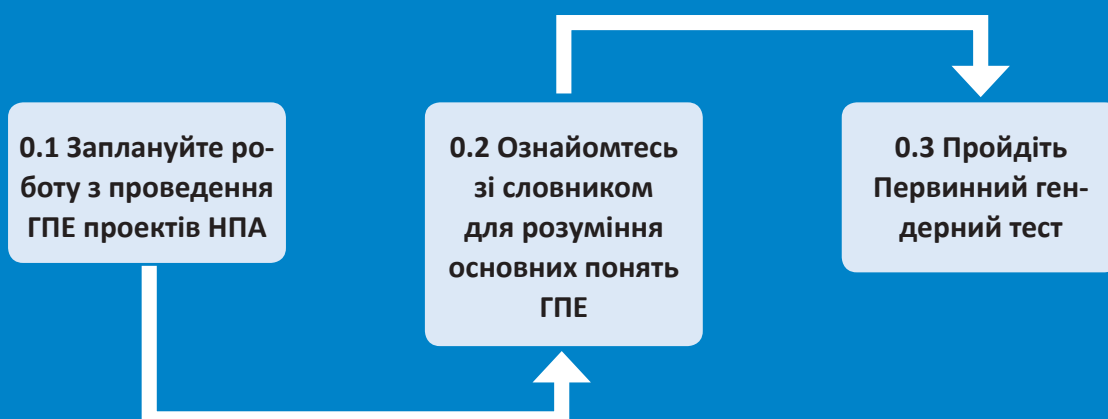 0.1 Заплануйте ро-
боту з проведення
ГПЕ проектів НПА
0.2 Ознайомтесь
зі словником
для розуміння
основних понять
ГПЕ
0.3 Пройдіть
Первинний ген-
дерний тест